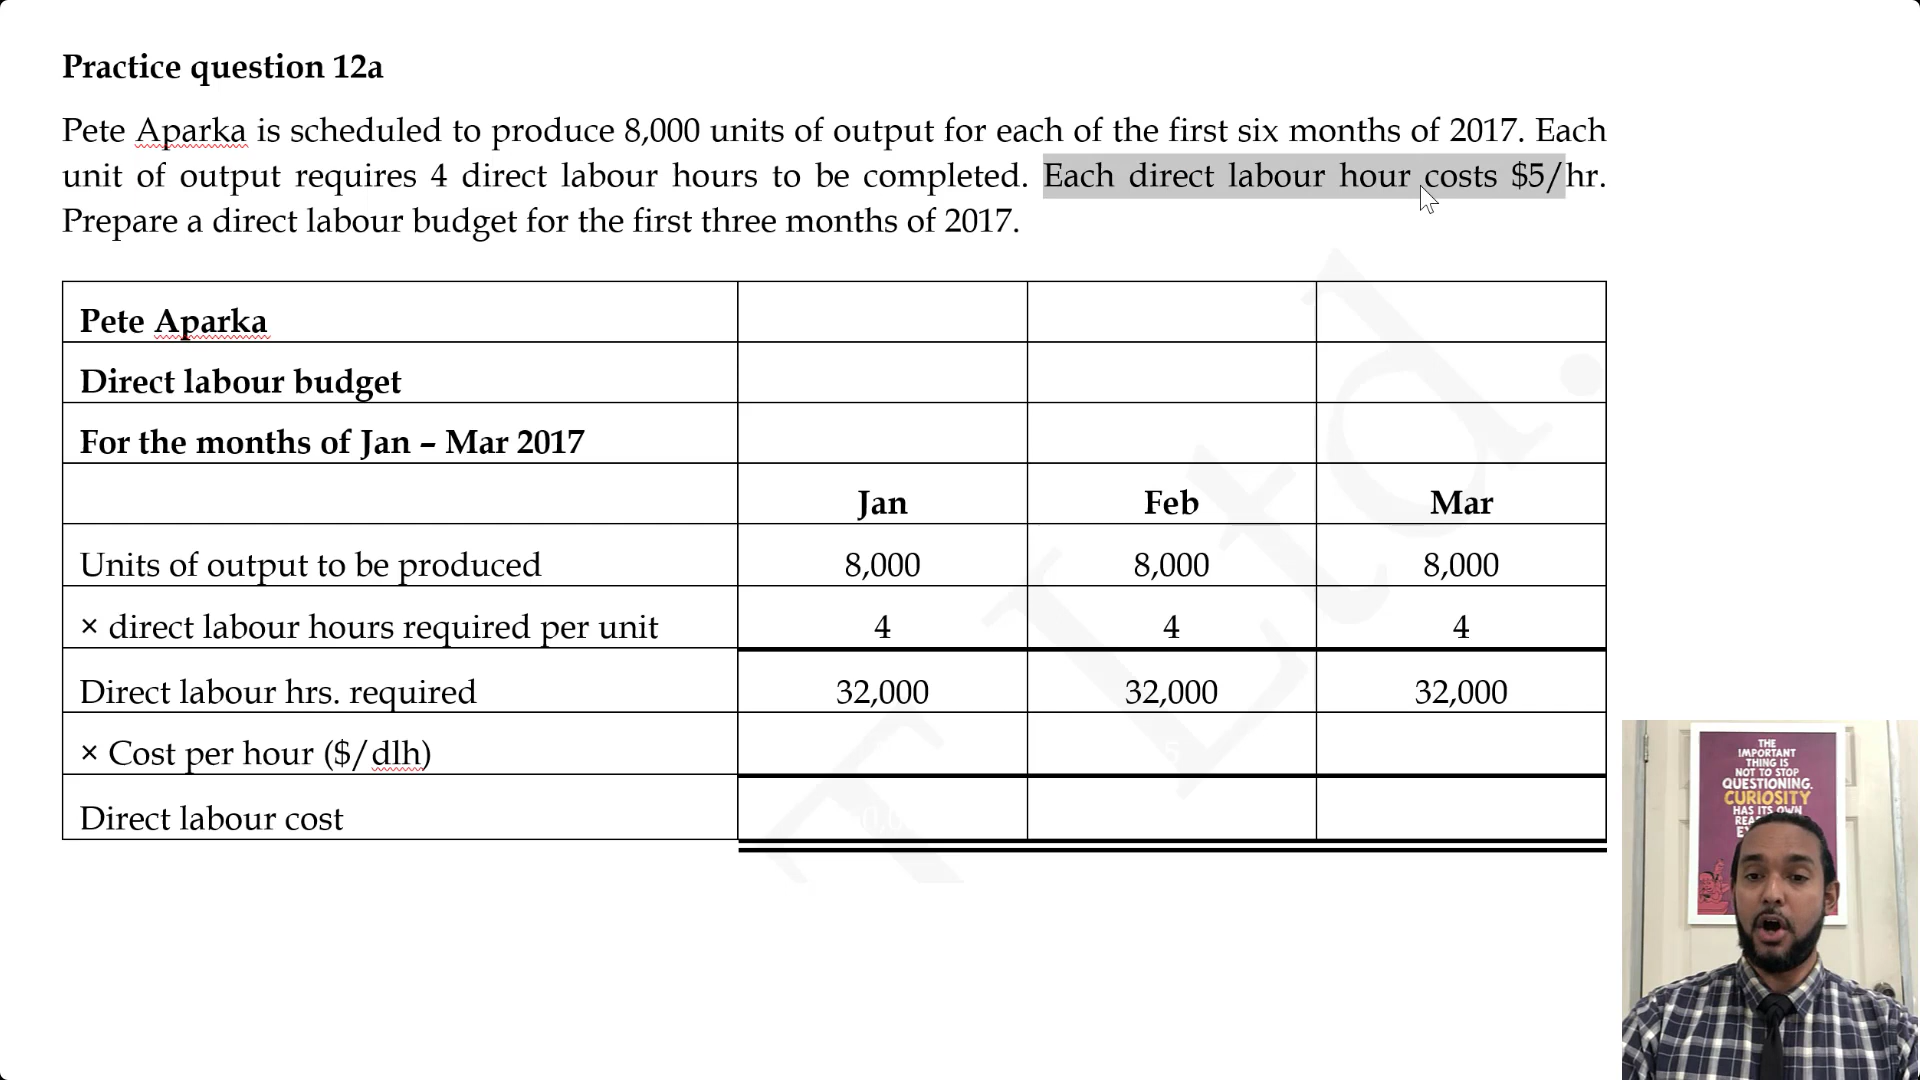 Practice question 12a
Pete Aparka is scheduled to produce 8,000 units of output for each of the first six months of 2017. Each
unit of output requires 4 direct labour hours to be completed. Each direct labour hour costs $5/hr.
Prepare a direct labour budget for the first three months of 2017.
Pete Aparka
Direct labour budget
For the months of Jan – Mar 2017
Jan Feb Mar
Units of output to be produced 8,000 8,000 8,000
× direct labour hours required per unit 4 4 4
Direct labour hrs. required 32,000 32,000 32,000
× Cost per hour ($/dlh)
Direct labour cost
Ltd.
THE
IMPORTANT
THING IS
NOT TO STOP
QUESTIONING.
CURIOSITY
HAS ITS OWN